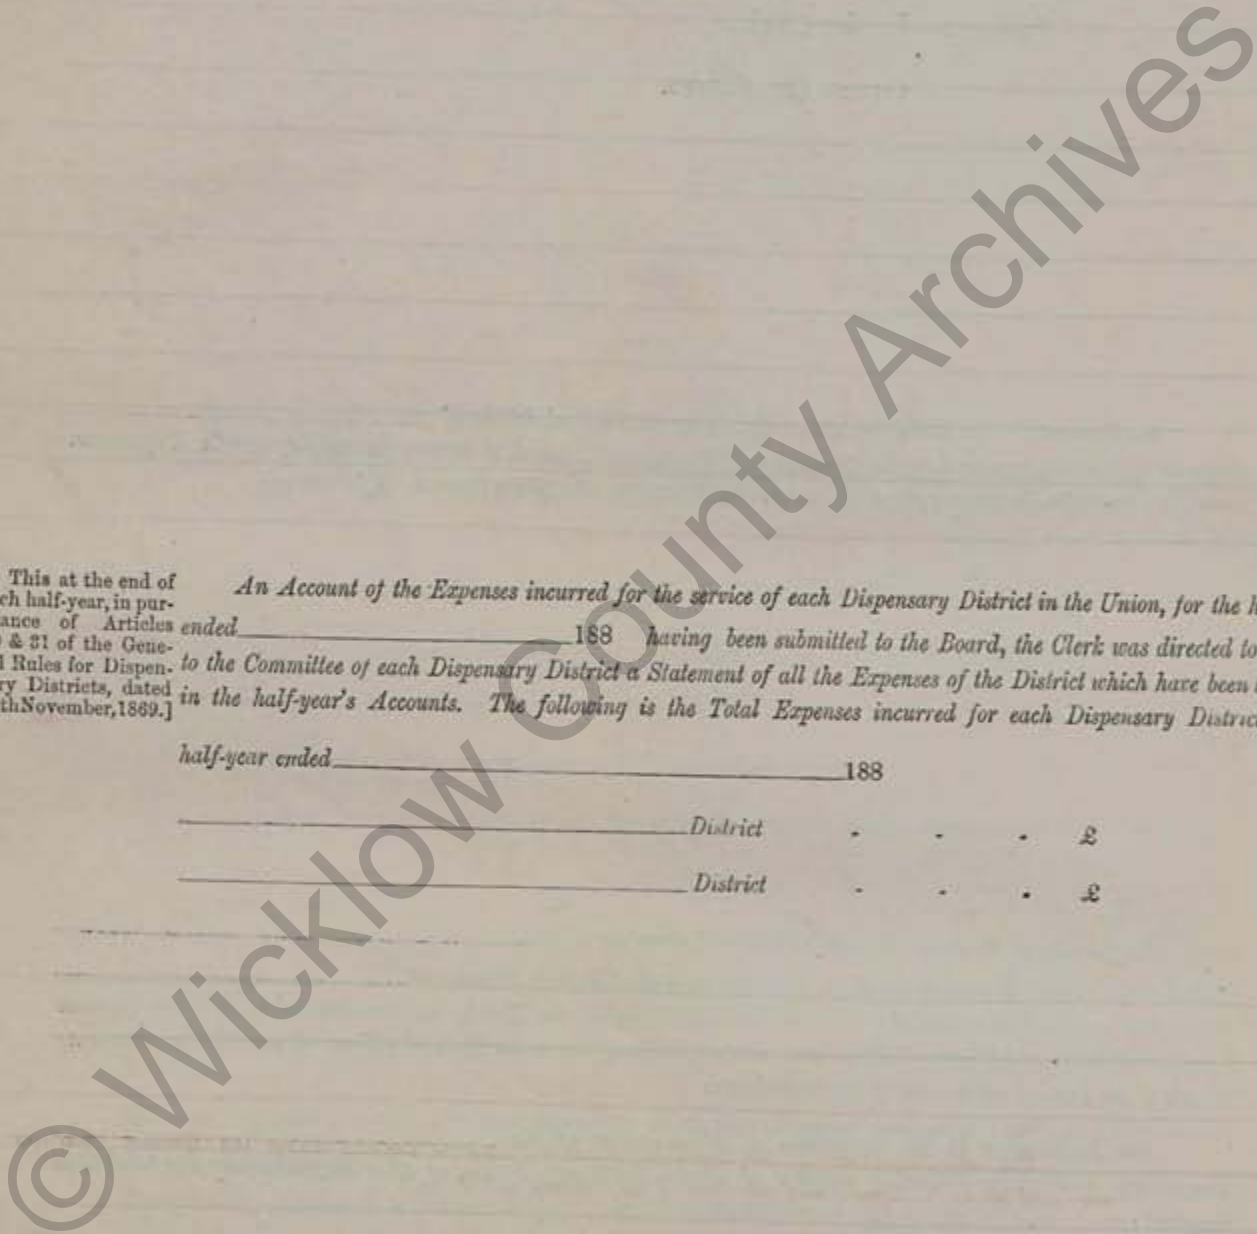 This at the end of
ch half-year, in pur-
ance of Articles
& 31 of the Gene-
l Rules for Dispen-
ry Districts, dated
th November, 1869.]
An Account of the Expenses incurred for the service of each Dispensary District in the Union, for the h
ended 188 having been submitted to the Board, the Clerk was directed to
to the Committee of each Dispensary District a Statement of all the Expenses of the District which have been
in the half-year's Accounts. The following is the Total Expenses incurred for each Dispensary District
half-year ended 188
District - - - £
District - - - £
© Wicklow County Archives